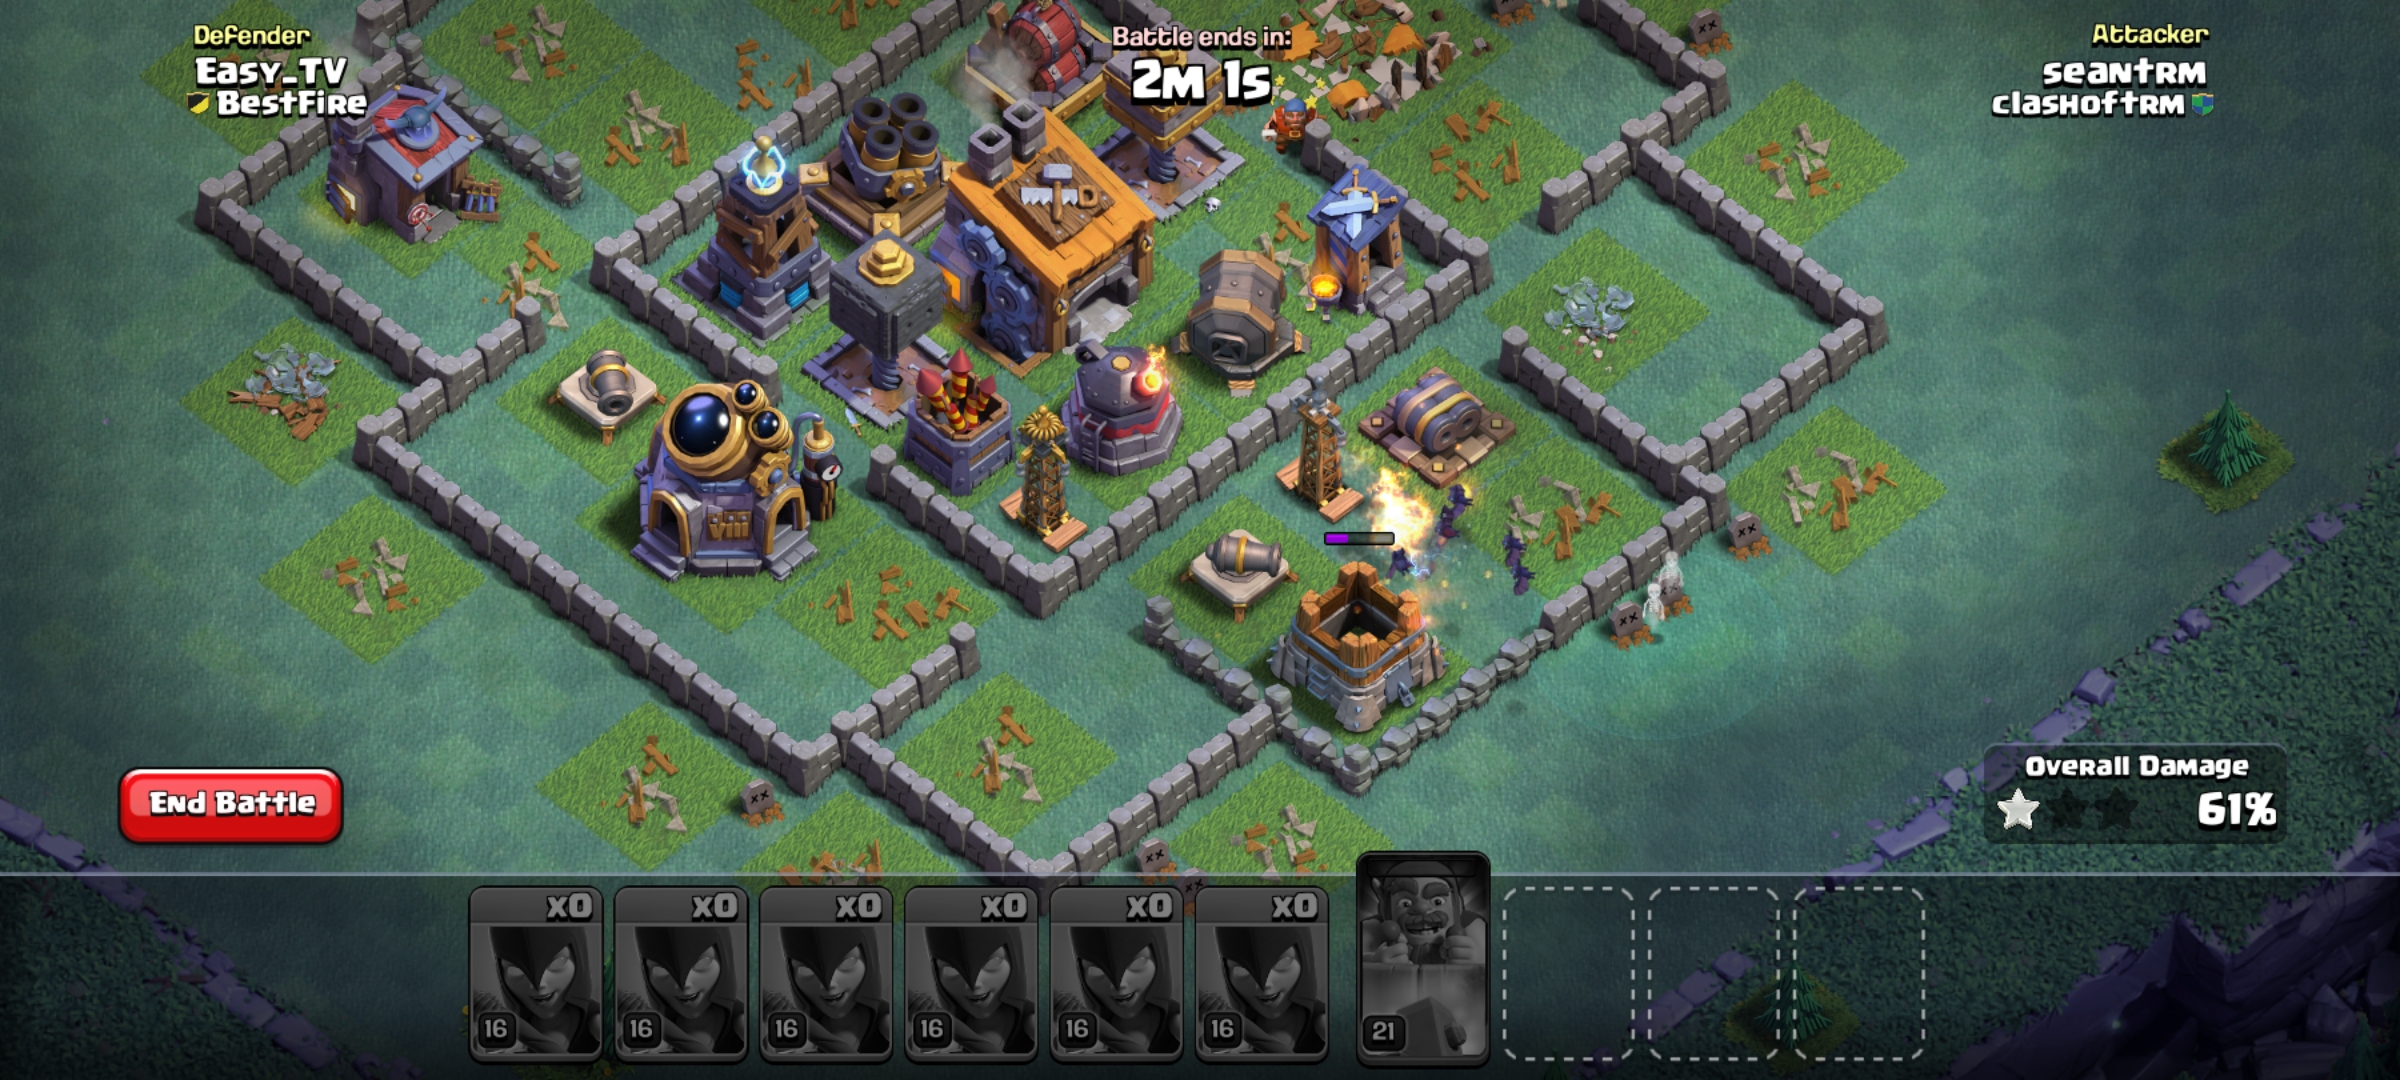 Defender
Easy_TV
BestFire
Battle ends in:
2M 1s
Attacker
seantRM
clashoftRM
VIII
End Battle
Overall Damage
61%
x0
x0
x0
x0
x0
x0
16
16
16
16
16
16
21